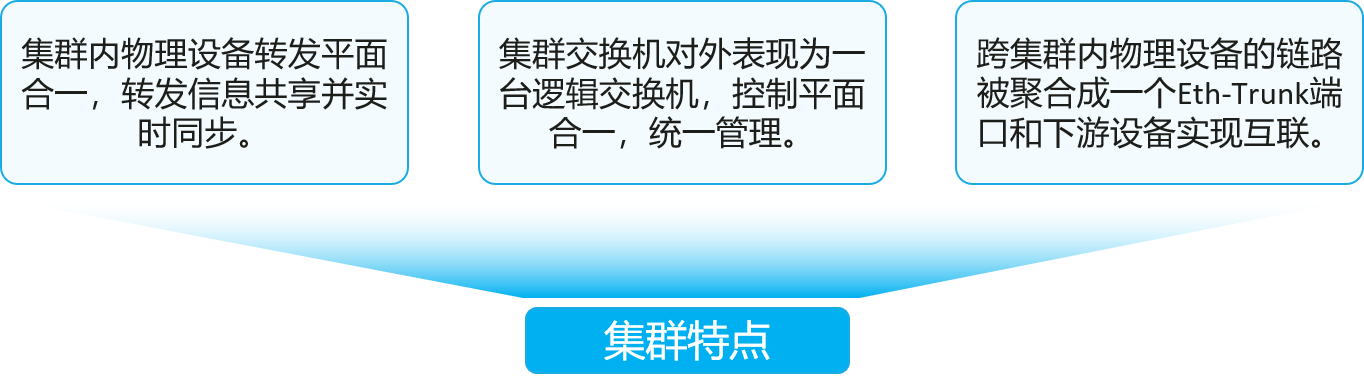 集群内物理设备转发平面
合一，转发信息共享并实
时同步。
集群交换机对外表现为一
台逻辑交换机，控制平面
合一，统一管理。
跨集群内物理设备的链路
被聚合成一个Eth-Trunk端
口和下游设备实现互联。
集群特点